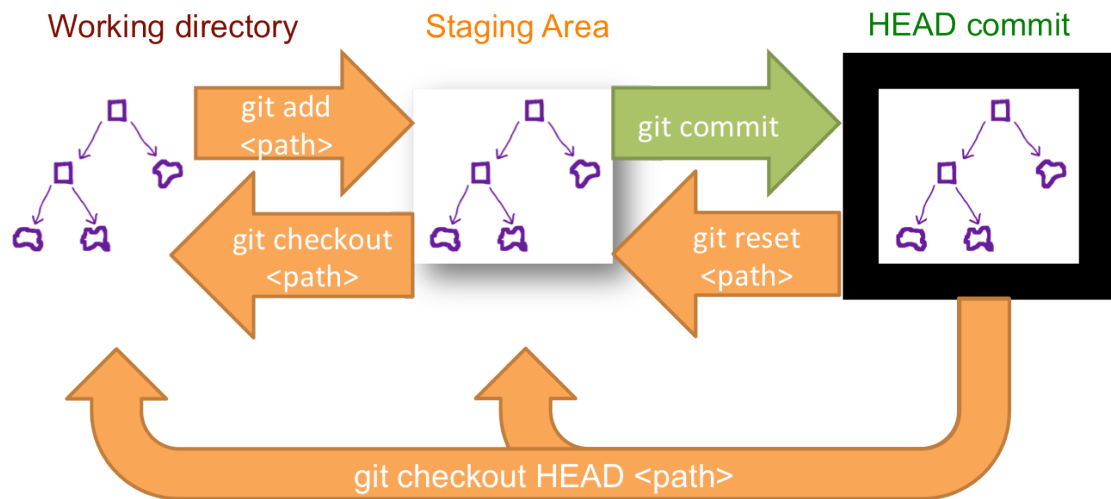 Working directory
Staging Area
HEAD commit
git add
<path>
git commit
git checkout
<path>
git reset
<path>
git checkout HEAD <path>